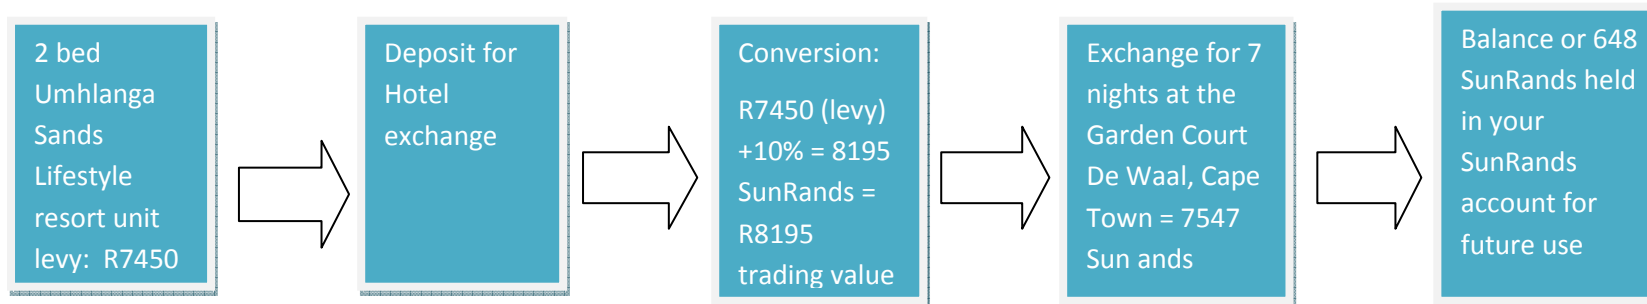 2 bed
Umhlanga
Sands
Lifestyle
resort unit
levy:  R7450
Deposit for
Hotel
exchange
Conversion:
R7450 (levy)
+10% = 8195
SunRands =
R8195
trading value
Exchange for 7
nights at the
Garden Court
De Waal, Cape
Town = 7547
Sun ands
Balance or 648
SunRands held
in your
SunRands
account for
future use